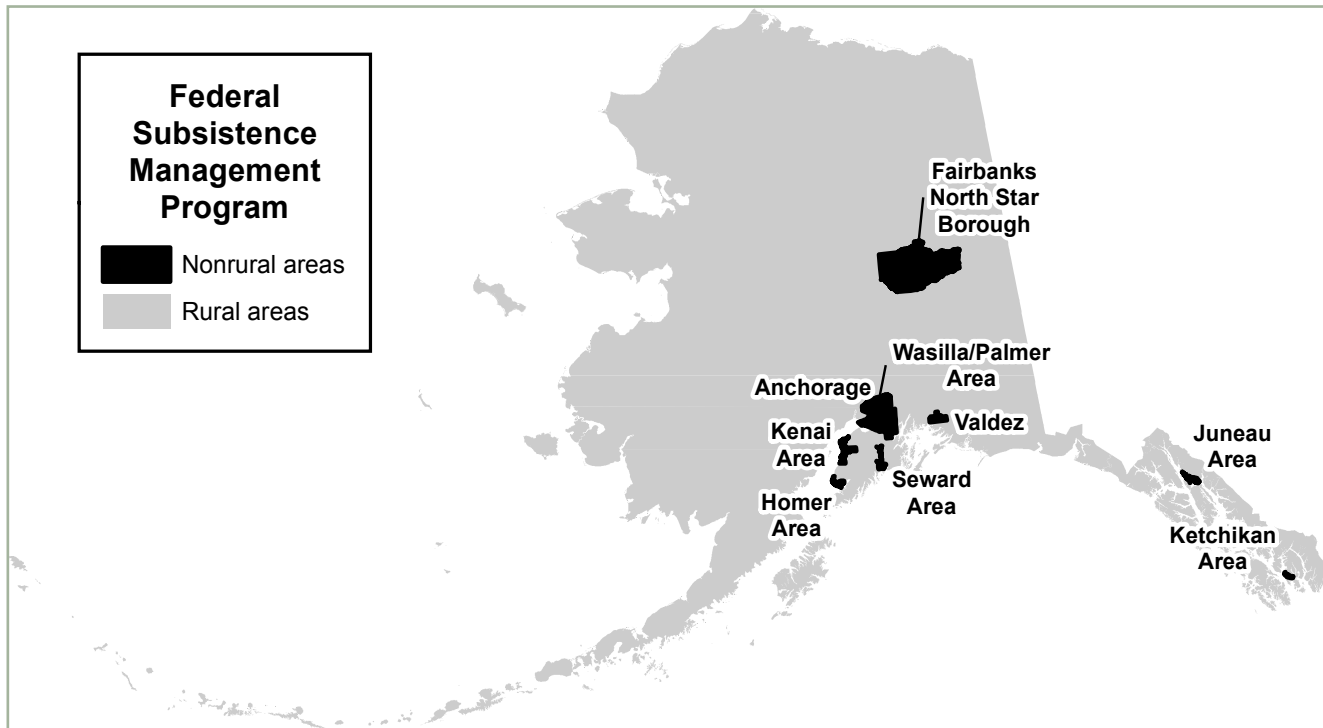 Federal
Subsistence
Management
Program
Nonrural areas
Rural areas
Fairbanks
North Star
Borough
Wasilla/Palmer
Area
Anchorage
Valdez
Kenai
Area
Seward
Area
Homer
Area
Juneau
Area
Ketchikan
Area